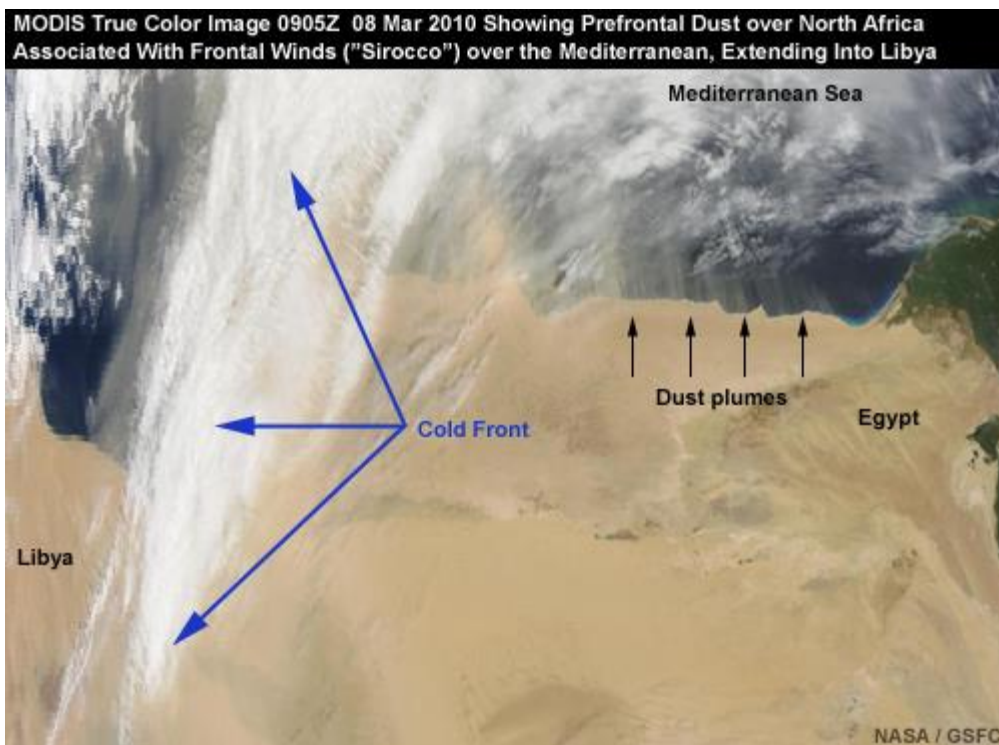 MODIS True Color Image 0905Z 08 Mar 2010 Showing Prefrontal Dust over North Africa
Associated With Frontal Winds ("Sirocco") over the Mediterranean, Extending Into Libya
Mediterranean Sea
Dust plumes
Egypt
Cold Front
Libya
NASA / GSFC